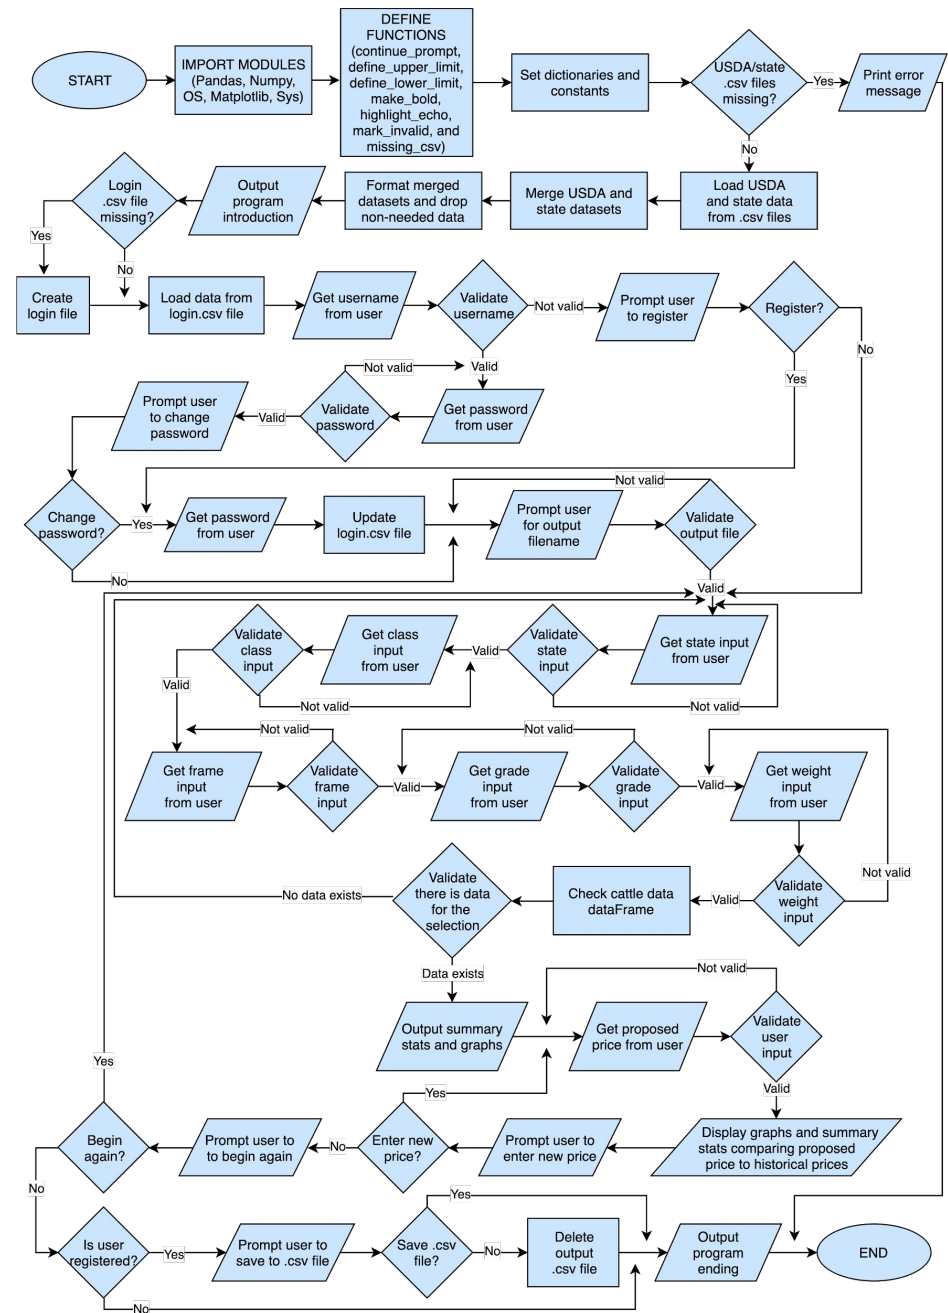 START
IMPORT MODULES
(Pandas, Numpy,
OS, Matplotlib, Sys)
DEFINE
FUNCTIONS
(continue_prompt,
define_upper_limit,
define_lower_limit,
make_bold,
highlight_echo,
mark_invalid, and
missing_csv)
Set dictionaries and
constants
USDA/state
.csv files
missing?
Yes
Print error
message
No
Load USDA
and state data
from .csv files
Merge USDA and
state datasets
Format merged
datasets and drop
non-needed data
Output
program
introduction
Login
.csv file
missing?
Yes
No
Create
login file
Load data from
login.csv file
Get username
from user
Validate
username
Not valid
Prompt user
to register
Register?
No
Yes
Valid
Not valid
Get password
from user
Validate
password
Valid
Prompt user
to change
password
Change
password?
Yes
No
Get password
from user
Update
login.csv file
Prompt user
for output
filename
Not valid
Validate
output file
Valid
Get state input
from user
Validate
state
input
Not valid
Valid
Get class
input
from user
Validate
class
input
Not valid
Valid
Get frame
input
from user
Not valid
Validate
frame
input
Valid
Get grade
input
from user
Not valid
Validate
grade
input
Valid
Get weight
input
from user
Not valid
Validate
weight
input
Valid
Check cattle data
dataFrame
Validate
there is data
for the
selection
No data exists
Data exists
Output summary
stats and graphs
Get proposed
price from user
Not valid
Validate
user
input
Valid
Display graphs and summary
stats comparing proposed
price to historical prices
Prompt user to
enter new price
Enter new
price?
Yes
No
Prompt user to
to begin again
Begin
again?
Yes
No
Is user
registered?
Yes
No
Prompt user to
save to .csv file
Save .csv
file?
Yes
No
Delete
output
.csv file
Output
program
ending
END